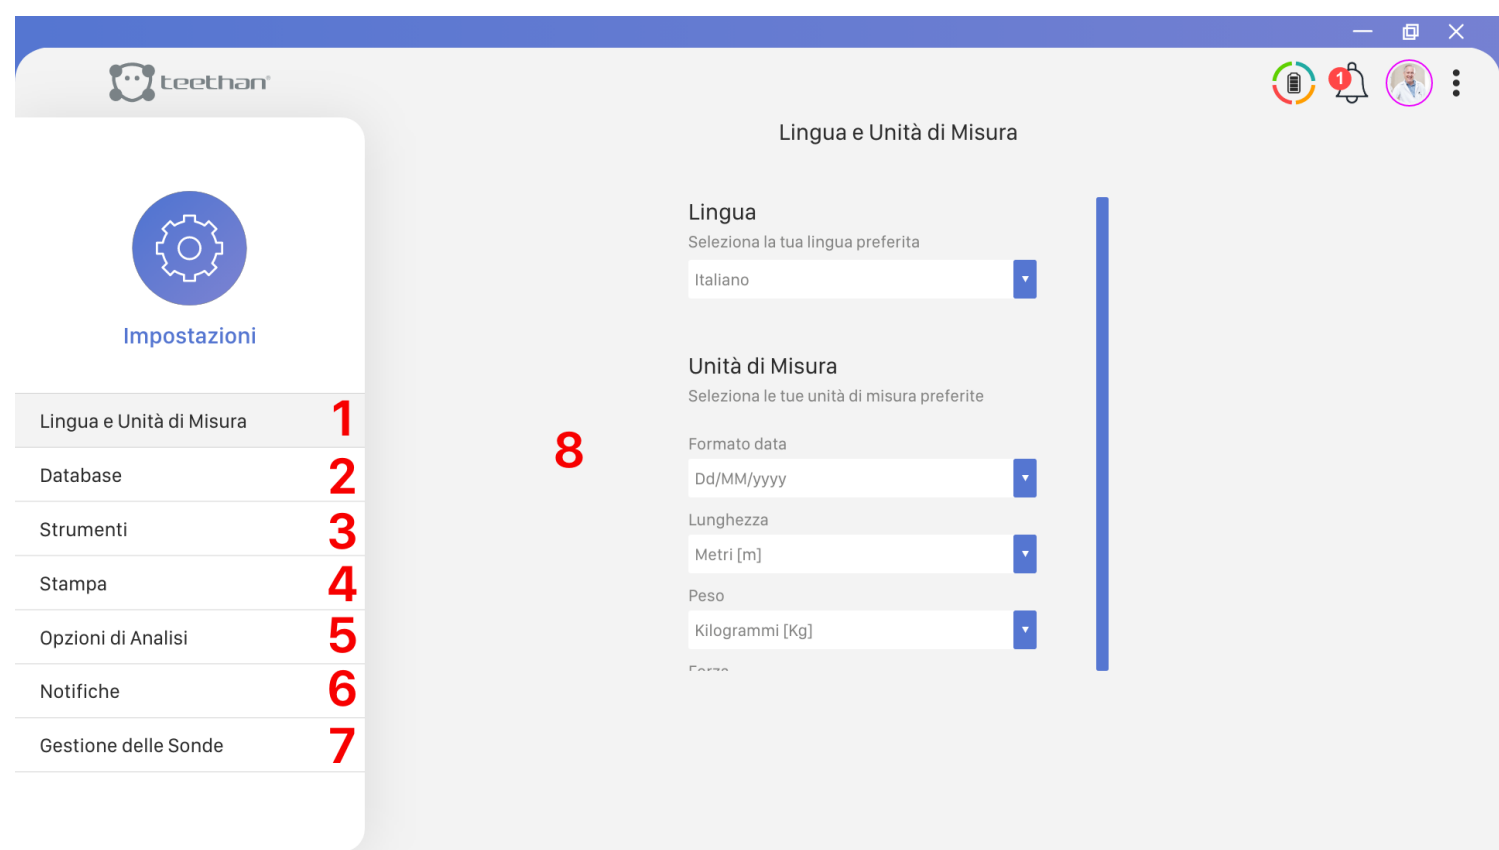 teethan®
1
Lingua e Unità di Misura
Impostazioni
Lingua e Unità di Misura 1
Database 2
Strumenti 3
Stampa 4
Opzioni di Analisi 5
Notifiche 6
Gestione delle Sonde 7
8
Lingua
Seleziona la tua lingua preferita
Italiano
Unità di Misura
Seleziona le tue unità di misura preferite
Formato data
Dd/MM/yyyy
Lunghezza
Metri [m]
Peso
Kilogrammi [Kg]
Forza